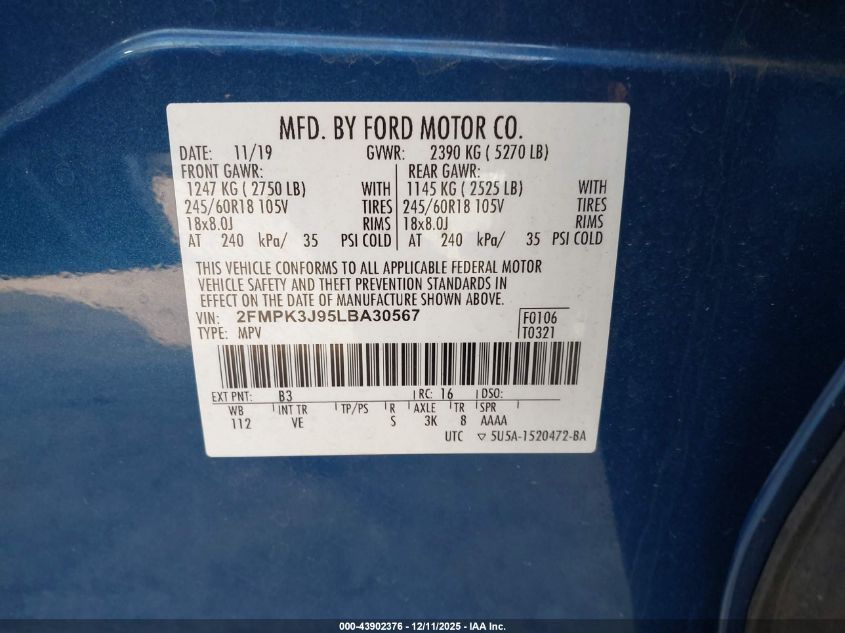 MFD. BY FORD MOTOR CO.
DATE: 11/19 GVWR: 2390 KG ( 5270 LB)
FRONT GAWR: REAR GAWR:
1247 KG ( 2750 LB) WITH 1145 KG ( 2525 LB) WITH
245/60R18 105V TIRES 245/60R18 105V TIRES
18x8.0J RIMS 18x8.0J RIMS
AT 240 kPa/ 35 PSI COLD AT 240 kPa/ 35 PSI COLD
THIS VEHICLE CONFORMS TO ALL APPLICABLE FEDERAL MOTOR
VEHICLE SAFETY AND THEFT PREVENTION STANDARDS IN
EFFECT ON THE DATE OF MANUFACTURE SHOWN ABOVE.
VIN: 2FMPK3J95LBA30567 F0106
TYPE: MPV T0321
EXT PNT: B3 RC: 16 DSO:
WB INT TR TP/PS R AXLE TR SPR
112 VE S 3K 8 AAAA
UTC ▽ 5U5A-1520472-BA
000-43902376 - 12/11/2025 - IAA Inc.